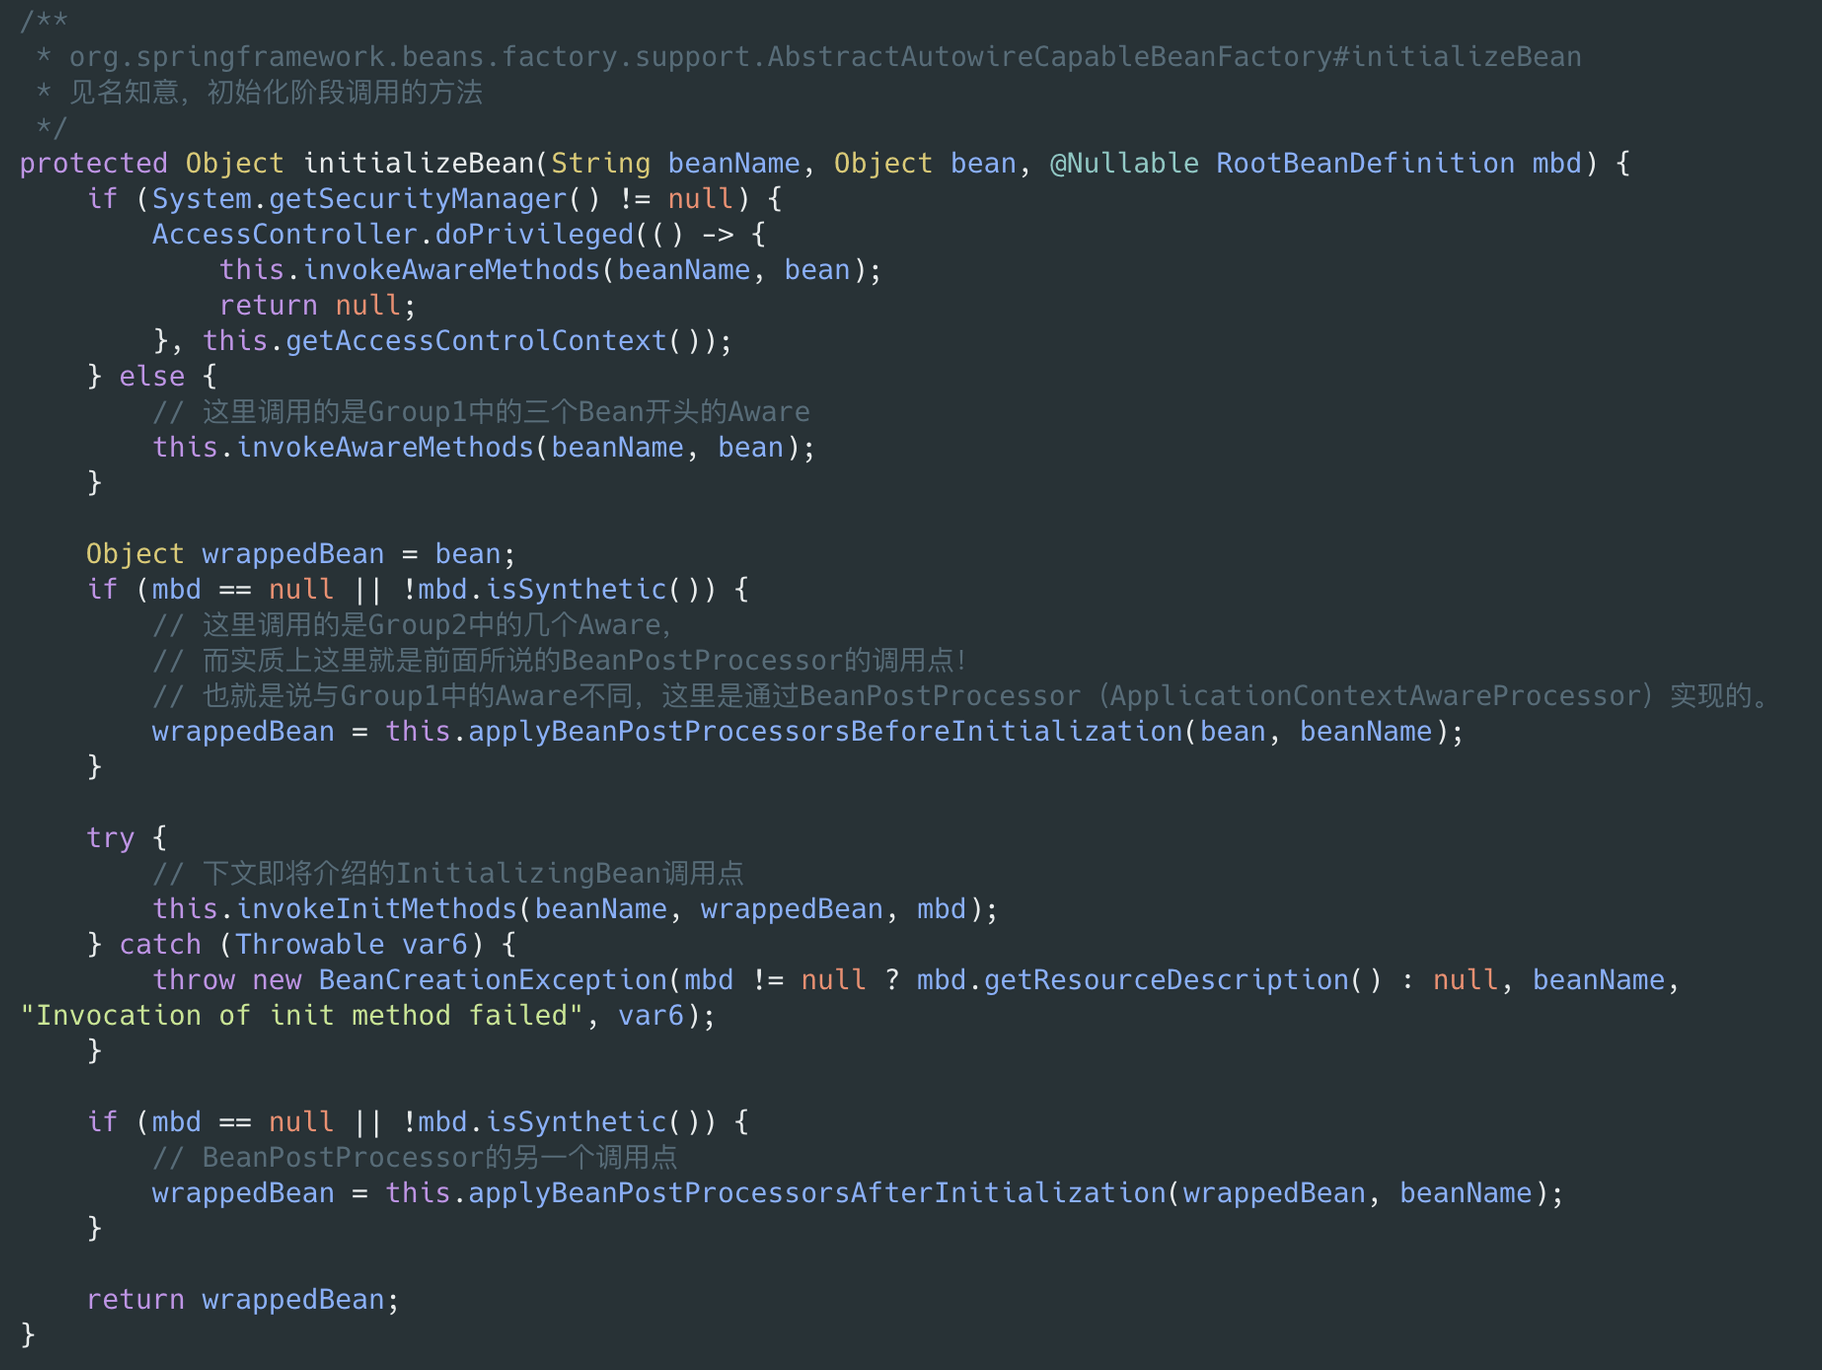 /**
 * org.springframework.beans.factory.support.AbstractAutowireCapableBeanFactory#initializeBean
 * 见名知意，初始化阶段调用的方法
 */
protected Object initializeBean(String beanName, Object bean, @Nullable RootBeanDefinition mbd) {
    if (System.getSecurityManager() != null) {
        AccessController.doPrivileged(() -> {
            this.invokeAwareMethods(beanName, bean);
            return null;
        }, this.getAccessControlContext());
    } else {
        // 这里调用的是Group1中的三个Bean开头的Aware
        this.invokeAwareMethods(beanName, bean);
    }

    Object wrappedBean = bean;
    if (mbd == null || !mbd.isSynthetic()) {
        // 这里调用的是Group2中的几个Aware，
        // 而实质上这里就是前面所说的BeanPostProcessor的调用点！
        // 也就是说与Group1中的Aware不同，这里是通过BeanPostProcessor（ApplicationContextAwareProcessor）实现的。
        wrappedBean = this.applyBeanPostProcessorsBeforeInitialization(bean, beanName);
    }

    try {
        // 下文即将介绍的InitializingBean调用点
        this.invokeInitMethods(beanName, wrappedBean, mbd);
    } catch (Throwable var6) {
        throw new BeanCreationException(mbd != null ? mbd.getResourceDescription() : null, beanName,
"Invocation of init method failed", var6);
    }

    if (mbd == null || !mbd.isSynthetic()) {
        // BeanPostProcessor的另一个调用点
        wrappedBean = this.applyBeanPostProcessorsAfterInitialization(wrappedBean, beanName);
    }

    return wrappedBean;
}